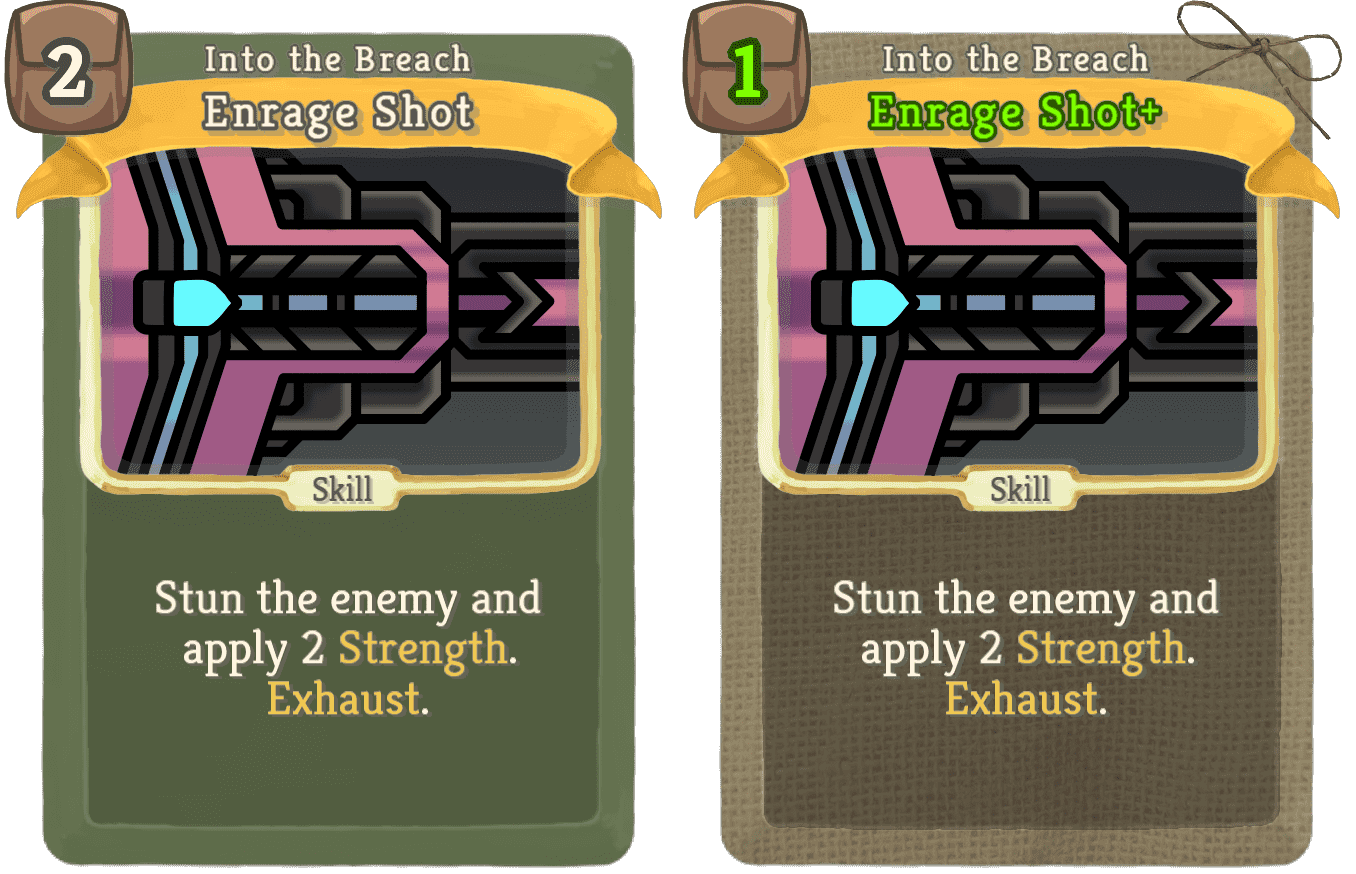 2
Into the Breach
Enrage Shot
Skill
Stun the enemy and
apply 2 Strength.
Exhaust.
1
Into the Breach
Enrage Shot+
Skill
Stun the enemy and
apply 2 Strength.
Exhaust.